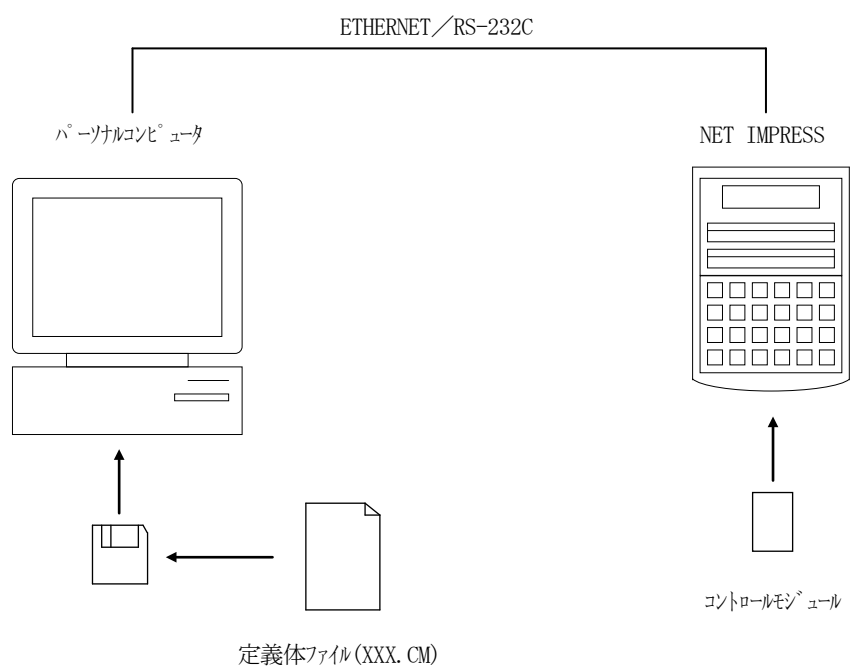 ETHERNET／RS-232C
ﾊﾟｰｿﾅﾙｺﾝﾋﾟｭｰﾀ
NET IMPRESS
ｺﾝﾄﾛｰﾙﾓｼﾞｭｰﾙ
定義体ﾌｧｲﾙ(XXX.CM)